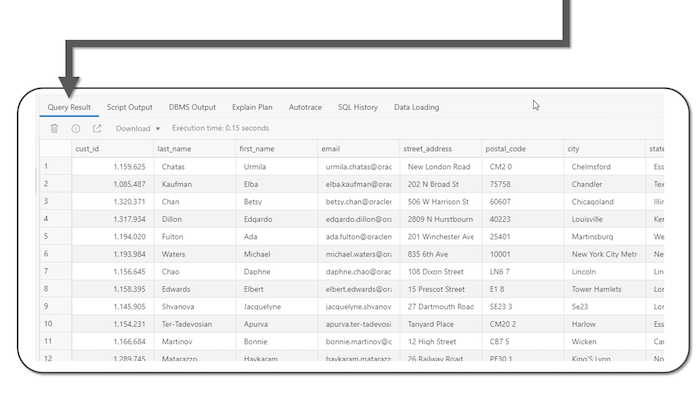 Query Result Script Output DBMS Output Explain Plan Autotrace SQL History Data Loading
Download Execution time: 0.15 seconds
cust_id last_name first_name email street_address postal_code city state
1 1,159,625 Chatas Urmila urmila.chatas@orac New London Road CM2 0 Chelmsford Ess
2 1,085,487 Kaufman Elba elba.kaufman@orac 202 N Broad St 75758 Chandler Tex
3 1,320,371 Chan Betsy betsy.chan@oracler 506 W Harrison St 60607 Chicagoland Illir
4 1,317,934 Dillon Edgardo edgardo.dillon@ora 2809 N Hurstbourn 40223 Louisville Ker
5 1,194,020 Fulton Ada ada.fulton@oracler 201 Winchester Ave 25401 Martinsburg We
6 1,193,984 Waters Michael michael.waters@or 835 6th Ave 10001 New York City Metr Nev
7 1,156,645 Chao Daphne daphne.chao@orac 108 Dixon Street LN6 7 Lincoln Linc
8 1,158,395 Edwards Elbert elbert.edwards@ora 15 Prescot Street E1 8 Tower Hamlets Lon
9 1,145,905 Shvanova Jacquelyne jacquelyne.shvanov 27 Dartmouth Road SE23 3 Se23 Lon
10 1,154,231 Ter-Tadevosian Apurva apurva.ter-tadevosi Tanyard Place CM20 2 Harlow Ess
11 1,166,684 Martinov Bonnie bonnie.martinov@c 12 High Street CB7 5 Wicken Car
12 1,289,745 Matarazzo Haykaram haykaram.matarazz 26 Railway Road PE30 1 King'S Lynn No